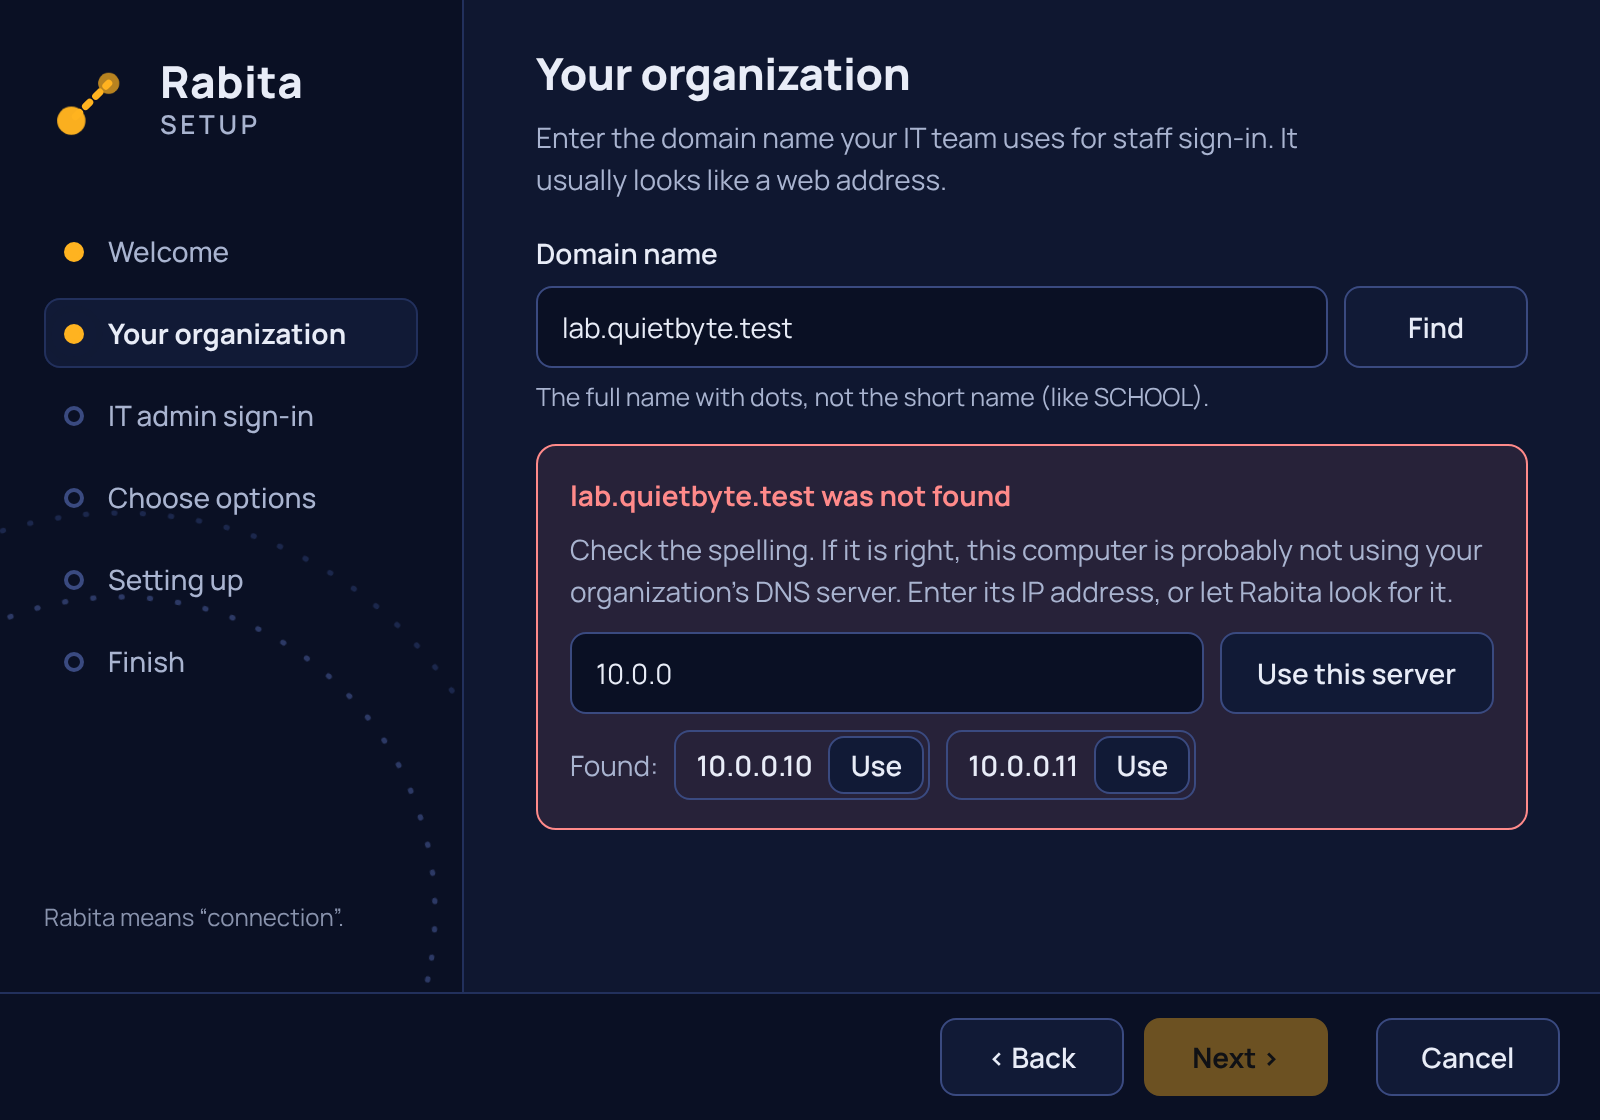 Rabita
SETUP
Welcome
Your organization
IT admin sign-in
Choose options
Setting up
Finish
Rabita means “connection”.
Your organization
Enter the domain name your IT team uses for staff sign-in. It
usually looks like a web address.
Domain name
lab.quietbyte.test
Find
The full name with dots, not the short name (like SCHOOL).
lab.quietbyte.test was not found
Check the spelling. If it is right, this computer is probably not using your
organization’s DNS server. Enter its IP address, or let Rabita look for it.
10.0.0
Use this server
Found: 10.0.0.10 Use 10.0.0.11 Use
‹ Back
Next ›
Cancel